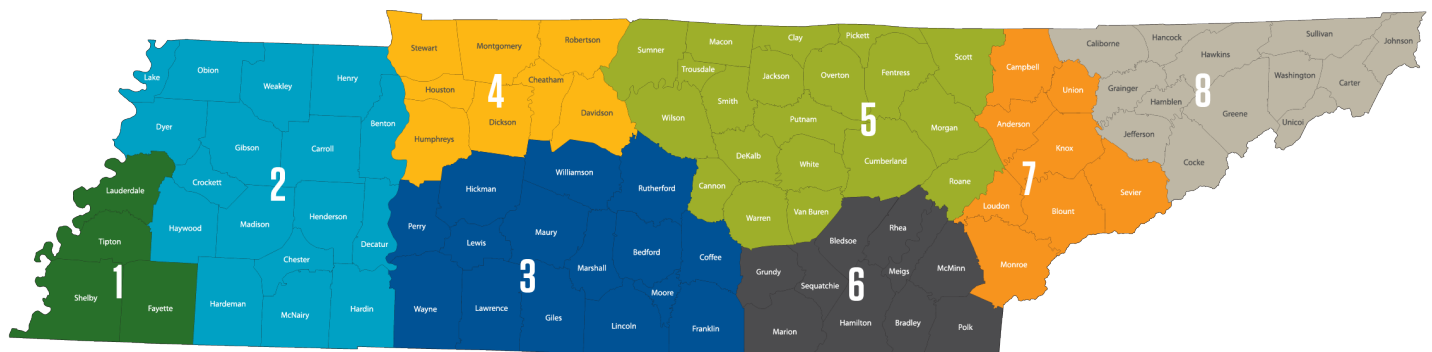 Lake
Obion
Weakley
Henry
Dyer
Gibson
Carroll
Benton
Crockett
2
Haywood
Madison
Henderson
Decatur
Chester
Hardeman
McNairy
Hardin
Lauderdale
Tipton
1
Shelby
Fayette
Stewart
Montgomery
Robertson
Houston
4
Cheatham
Humphreys
Dickson
Davidson
Hickman
Williamson
Rutherford
Perry
Lewis
Maury
Bedford
Coffee
Marshall
3
Moore
Wayne
Lawrence
Giles
Lincoln
Franklin
Sumner
Macon
Clay
Pickett
Scott
Trousdale
Jackson
Overton
Fentress
Smith
Wilson
Putnam
5
Morgan
DeKalb
White
Cumberland
Cannon
Roane
Warren
Van Buren
Bledsoe
Rhea
Grundy
Sequatchie
6
Meigs
McMinn
Marion
Hamilton
Bradley
Polk
Campbell
Union
Anderson
Knox
7
Sevier
Loudon
Blount
Monroe
Caliborne
Hancock
Hawkins
Sullivan
Johnson
Grainger
Hamblen
8
Washington
Carter
Greene
Unicoi
Jefferson
Cocke